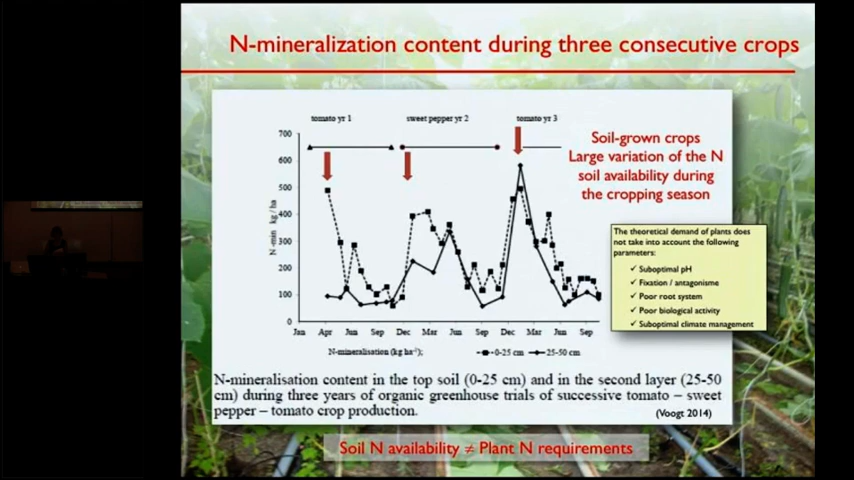 N-mineralization content during three consecutive crops
tomato yr 1
sweet pepper yr 2
tomato yr 3
700
600
500
400
300
200
100
0
N-min kg / ha
Jan Apr Jun Sep Dec Mar Jun Sep Dec Mar Jun Sep
N-mineralisation (kg ha⁻¹);
0-25 cm
25-50 cm
Soil-grown crops
Large variation of the N
soil availability during
the cropping season
The theoretical demand of plants does
not take into account the following
parameters:
✓ Suboptimal pH
✓ Fixation / antagonisme
✓ Poor root system
✓ Poor biological activity
✓ Suboptimal climate management
N-mineralisation content in the top soil (0-25 cm) and in the second layer (25-50
cm) during three years of organic greenhouse trials of successive tomato – sweet
pepper – tomato crop production.
(Voogt 2014)
Soil N availability ≠ Plant N requirements